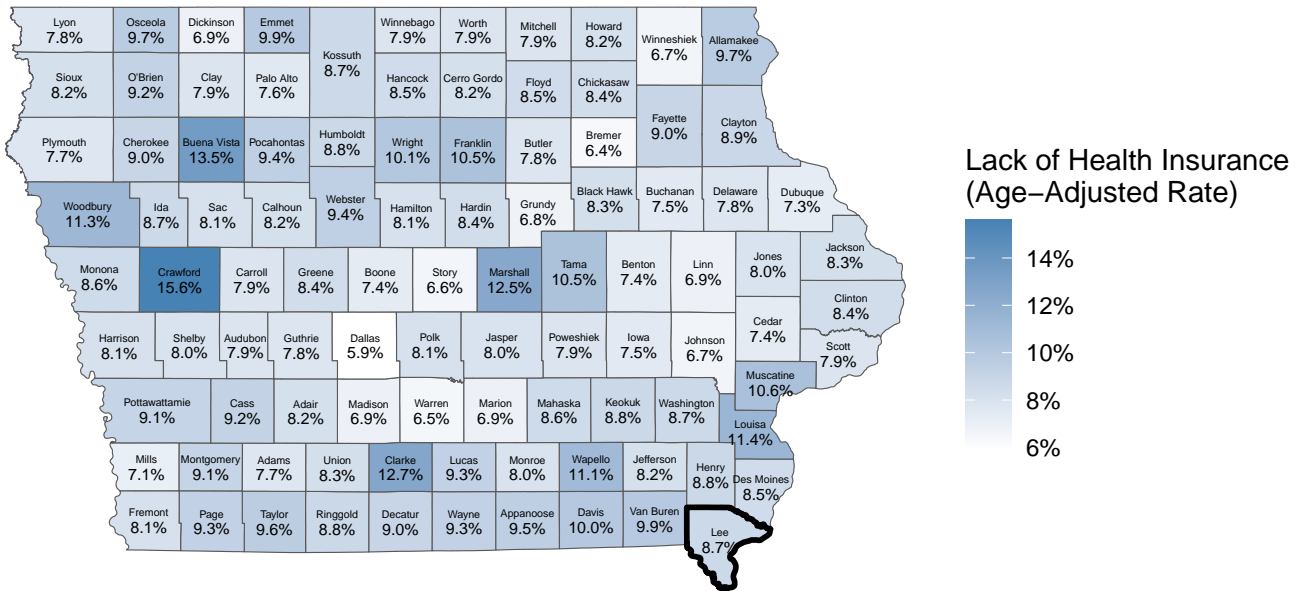 Lyon
7.8%
Osceola
9.7%
Dickinson
6.9%
Emmet
9.9%
Kossuth
8.7%
Winnebago
7.9%
Worth
7.9%
Mitchell
7.9%
Howard
8.2%
Winneshiek
6.7%
Allamakee
9.7%
Sioux
8.2%
O'Brien
9.2%
Clay
7.9%
Palo Alto
7.6%
Hancock
8.5%
Cerro Gordo
8.2%
Floyd
8.5%
Chickasaw
8.4%
Fayette
9.0%
Clayton
8.9%
Plymouth
7.7%
Cherokee
9.0%
Buena Vista
13.5%
Pocahontas
9.4%
Humboldt
8.8%
Wright
10.1%
Franklin
10.5%
Butler
7.8%
Bremer
6.4%
Woodbury
11.3%
Ida
8.7%
Sac
8.1%
Calhoun
8.2%
Webster
9.4%
Hamilton
8.1%
Hardin
8.4%
Grundy
6.8%
Black Hawk
8.3%
Buchanan
7.5%
Delaware
7.8%
Dubuque
7.3%
Monona
8.6%
Crawford
15.6%
Carroll
7.9%
Greene
8.4%
Boone
7.4%
Story
6.6%
Marshall
12.5%
Tama
10.5%
Benton
7.4%
Linn
6.9%
Jones
8.0%
Jackson
8.3%
Clinton
8.4%
Harrison
8.1%
Shelby
8.0%
Audubon
7.9%
Guthrie
7.8%
Dallas
5.9%
Polk
8.1%
Jasper
8.0%
Poweshiek
7.9%
Iowa
7.5%
Johnson
6.7%
Cedar
7.4%
Scott
7.9%
Muscatine
10.6%
Pottawattamie
9.1%
Cass
9.2%
Adair
8.2%
Madison
6.9%
Warren
6.5%
Marion
6.9%
Mahaska
8.6%
Keokuk
8.8%
Washington
8.7%
Louisa
11.4%
Mills
7.1%
Montgomery
9.1%
Adams
7.7%
Union
8.3%
Clarke
12.7%
Lucas
9.3%
Monroe
8.0%
Wapello
11.1%
Jefferson
8.2%
Henry
8.8%
Des Moines
8.5%
Fremont
8.1%
Page
9.3%
Taylor
9.6%
Ringgold
8.8%
Decatur
9.0%
Wayne
9.3%
Appanoose
9.5%
Davis
10.0%
Van Buren
9.9%
Lee
8.7%
Lack of Health Insurance
(Age−Adjusted Rate)
14%
12%
10%
8%
6%